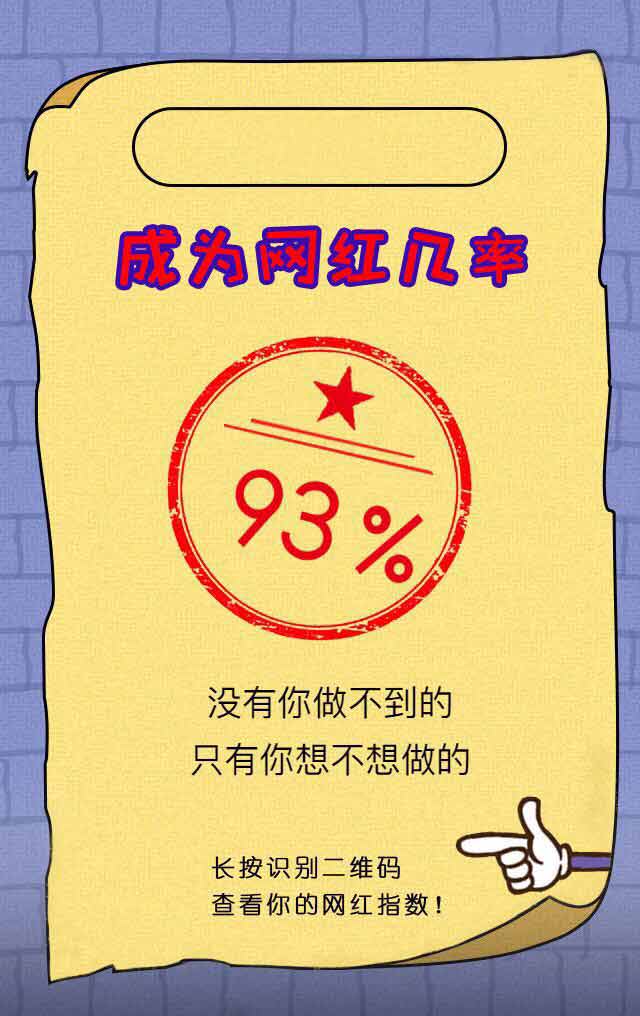 成为网红几率
93%
没有你做不到的
只有你想不想做的
长按识别二维码
查看你的网红指数！